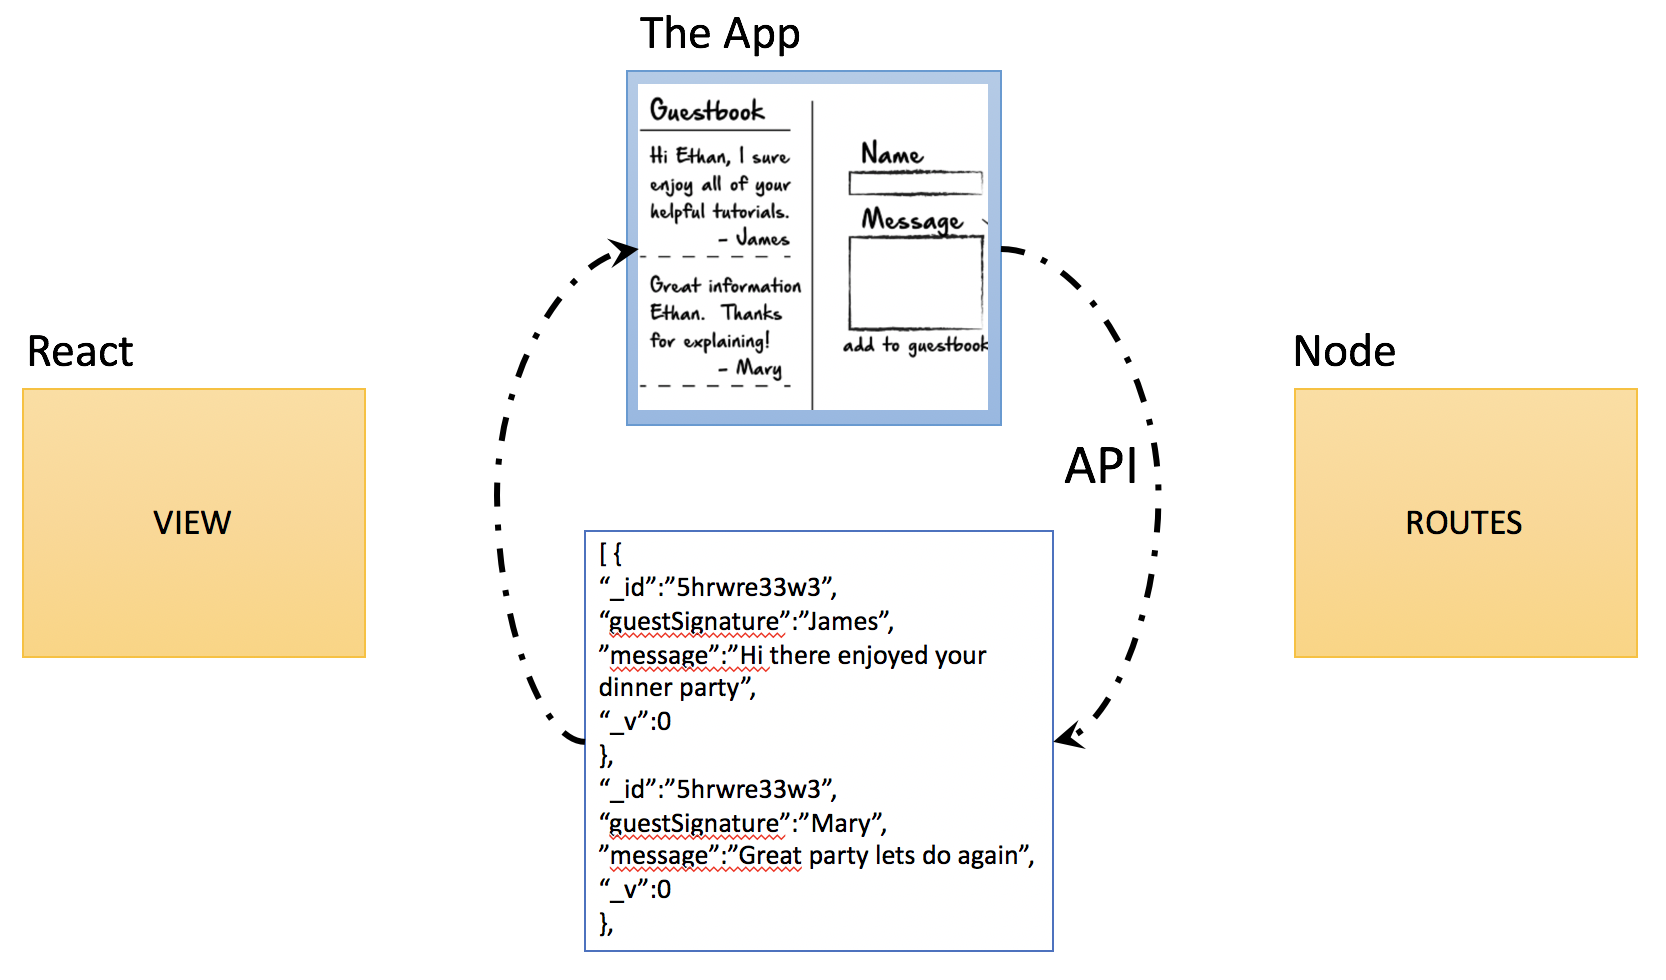 The App
Guestbook
Hi Ethan, I sure
enjoy all of your
helpful tutorials.
- James
Great information
Ethan. Thanks
for explaining!
- Mary
Name
Message
add to guestbook
React
VIEW
API
Node
ROUTES
[ {
“_id”:”5hrwre33w3”,
“guestSignature”:”James”,
”message”:”Hi there enjoyed your
dinner party”,
“_v”:0
},
“_id”:”5hrwre33w3”,
“guestSignature”:”Mary”,
”message”:”Great party lets do again”,
“_v”:0
},